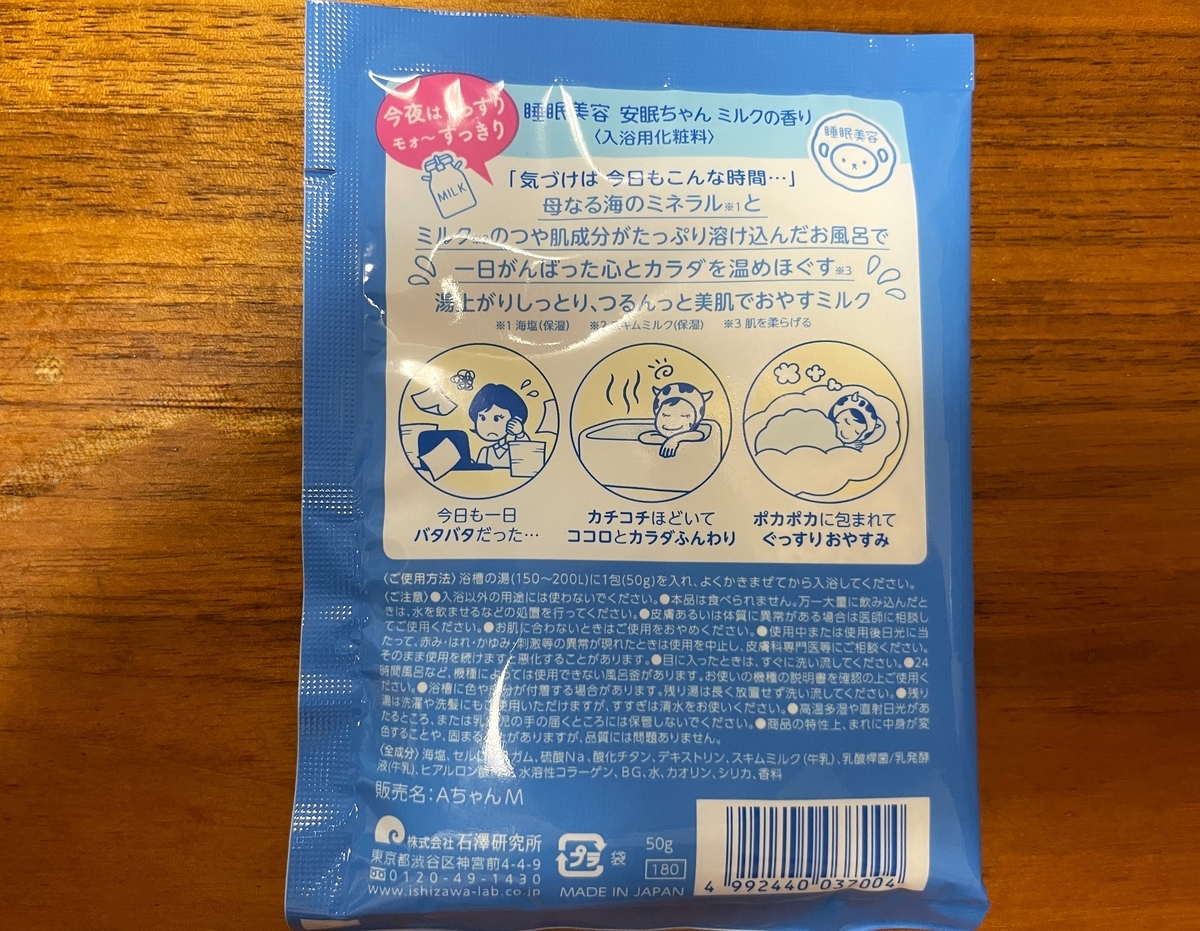 今夜は っすり
モォ〜すっきり
MILK
睡眠美容 安眠ちゃん ミルクの香り
〈入浴用化粧料〉
睡眠美容
「気づけば 今日もこんな時間…」
母なる海のミネラル※1と
ミルク のつや肌成分がたっぷり溶け込んだお風呂で
一日がんばった心とカラダを温めほぐす※3
湯上がりしっとり、つるんっと美肌でおやすミルク
※1 海塩(保湿) ※2 キムミルク(保湿) ※3 肌を柔らげる
今日も一日
バタバタだった…
カチコチほどいて
ココロとカラダふんわり
ポカポカに包まれて
ぐっすりおやすみ
〈ご使用方法〉浴槽の湯(150〜200L)に1包(50g)を入れ、よくかきまぜてから入浴してください。
〈ご注意〉●入浴以外の用途には使わないでください。●本品は食べられません。万一大量に飲み込んだと
きは、水を飲ませるなどの処置を行ってください。●皮膚あるいは体質に異常がある場合は医師に相談し
てご使用ください。●お肌に合わないときはご使用をおやめください。●使用中または使用後日光に当
たって、赤み・はれ・かゆみ・刺激等の異常が現れたときは使用を中止し、皮膚科専門医等にご相談ください。
そのまま使用を続けますと悪化することがあります。●目に入ったときは、すぐに洗い流してください。●24
時間風呂など、機種によっては使用できない風呂釜があります。お使いの機種の説明書を確認の上ご使用く
ださい。●浴槽に色や 分が付着する場合があります。残り湯は長く放置せず洗い流してください。●残り
湯は洗濯や洗髪にもご使用いただけますが、すすぎは清水をお使いください。●高温多湿や直射日光があ
たるところ、または乳 児の手の届くところには保管しないでください。●商品の特性上、まれに中身が変
色することや、固まる ありますが、品質には問題ありません。
〈全成分〉海塩、セルロ ガム、硫酸Na、酸化チタン、デキストリン、スキムミルク(牛乳)、乳酸桿菌/乳発酵
液(牛乳)、ヒアルロン酸 、水溶性コラーゲン、BG、水、カオリン、シリカ、香料
販売名:AちゃんM
株式会社 石澤研究所
東京都渋谷区神宮前4-4-9
0120-49-1430
www.ishizawa-lab.co.jp
プラ 袋
50g
180
MADE IN JAPAN
4 992440 037004